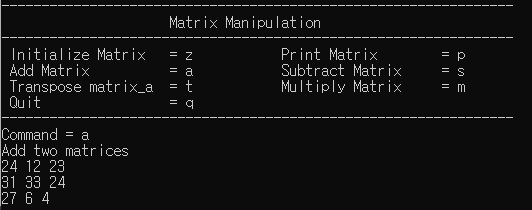 Matrix Manipulation
Initialize Matrix = z Print Matrix = p
Add Matrix = a Subtract Matrix = s
Transpose matrix_a = t Multiply Matrix = m
Quit = q
Command = a
Add two matrices
24 12 23
31 33 24
27 6 4